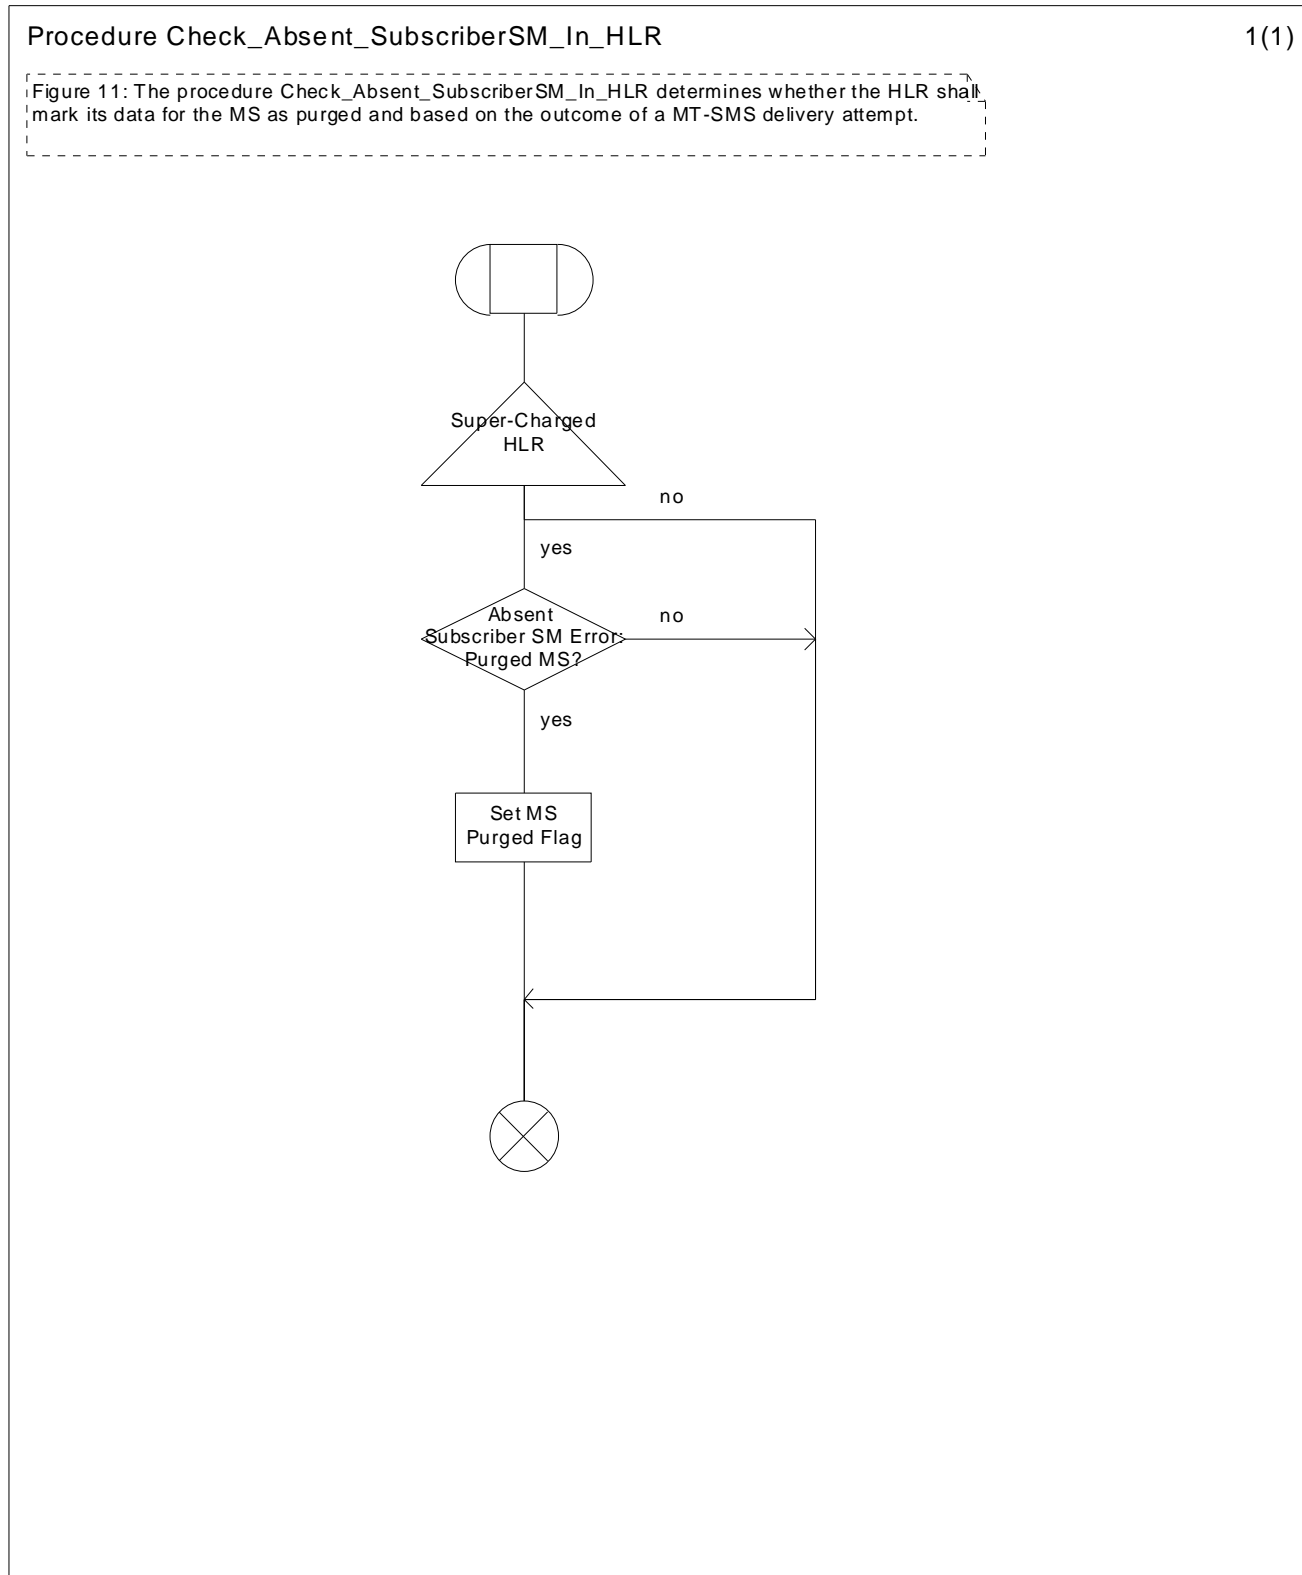 Procedure Check_Absent_SubscriberSM_In_HLR
1(1)
Figure 11: The procedure Check_Absent_SubscriberSM_In_HLR determines whether the HLR shall
mark its data for the MS as purged and based on the outcome of a MT-SMS delivery attempt.
Super-Charged
HLR
no
yes
Absent
Subscriber SM Error:
Purged MS?
no
yes
Set MS
Purged Flag